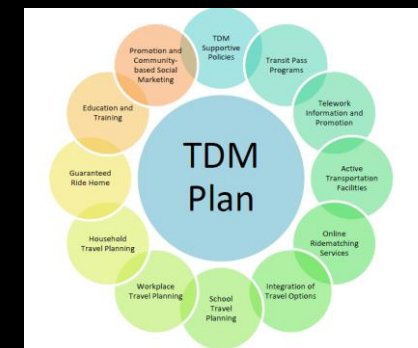 TDM
Supportive
Policies
Transit Pass
Programs
Telework
Information and
Promotion
Active
Transportation
Facilities
Online
Ridematching
Services
Integration of
Travel Options
School
Travel
Planning
Workplace
Travel Planning
Household
Travel Planning
Guaranteed
Ride Home
Education and
Training
Promotion and
Community-
based Social
Marketing
TDM
Plan